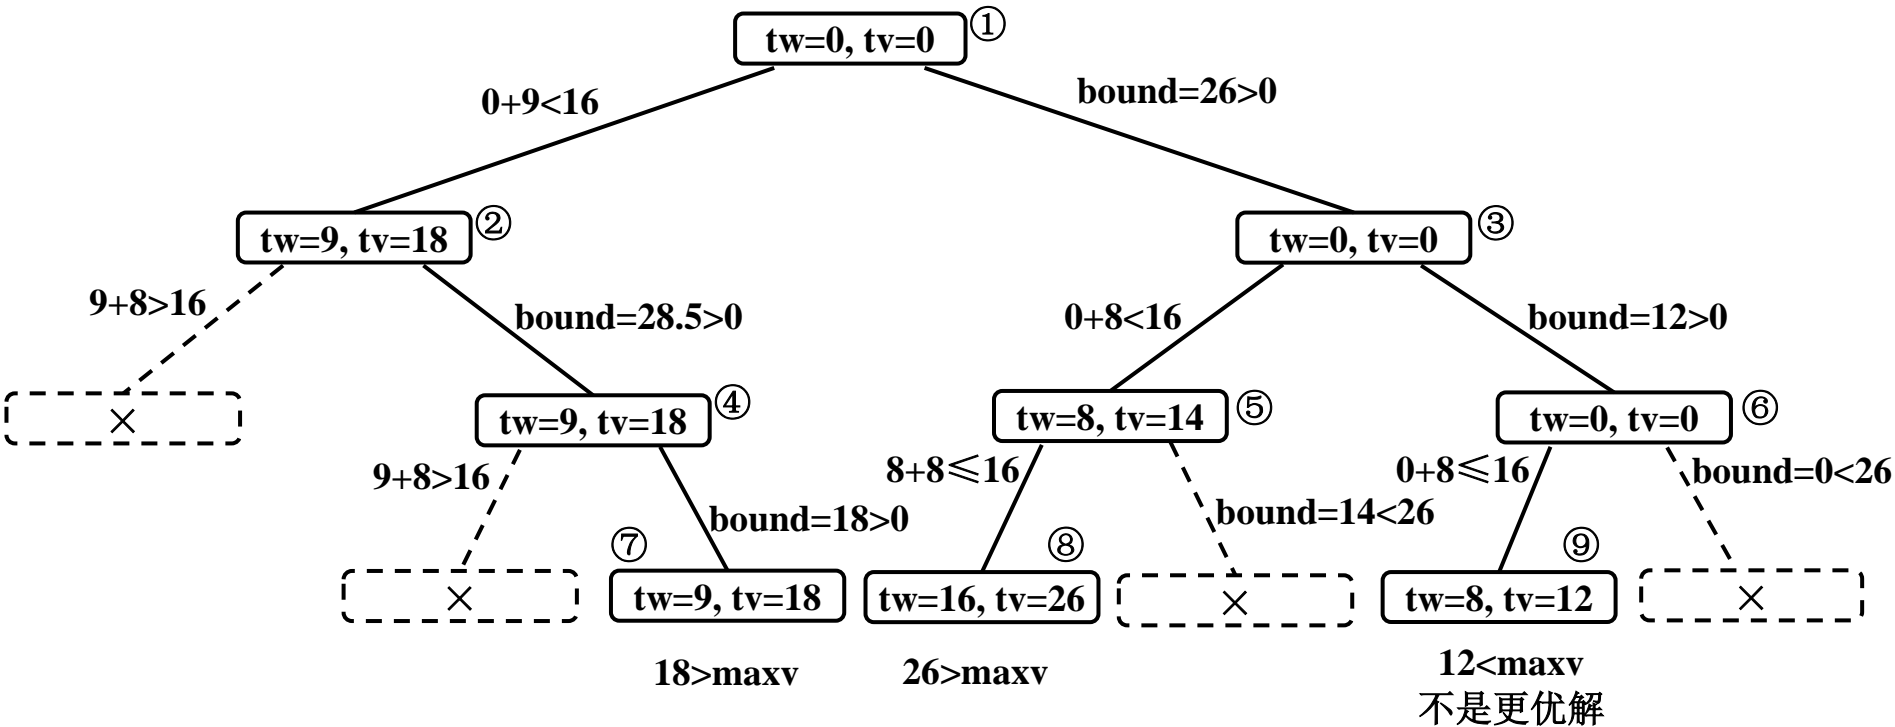 tw=0, tv=0 ①
0+9<16
bound=26>0
tw=9, tv=18 ②
tw=0, tv=0 ③
9+8>16
bound=28.5>0
0+8<16
bound=12>0
×
tw=9, tv=18 ④
tw=8, tv=14 ⑤
tw=0, tv=0 ⑥
9+8>16
bound=18>0
8+8≤16
bound=14<26
0+8≤16
bound=0<26
×
⑦ tw=9, tv=18
⑧ tw=16, tv=26
×
⑨ tw=8, tv=12
×
18>maxv
26>maxv
12<maxv
不是更优解